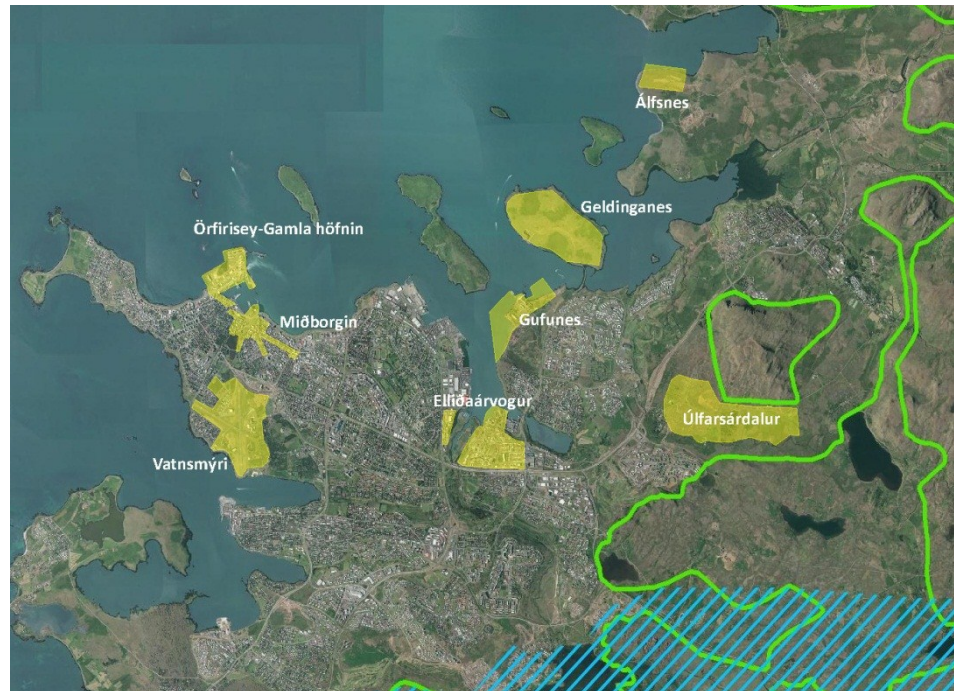 Álfsnes
Geldinganes
Örfirisey-Gamla höfnin
Miðborgin
Gufunes
Elliðaárvogur
Úlfarsárdalur
Vatnsmýri